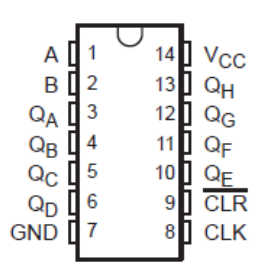 A 1 14 VCC
B 2 13 QH
QA 3 12 QG
QB 4 11 QF
QC 5 10 QE
QD 6 9 C̅L̅R̅
GND 7 8 CLK